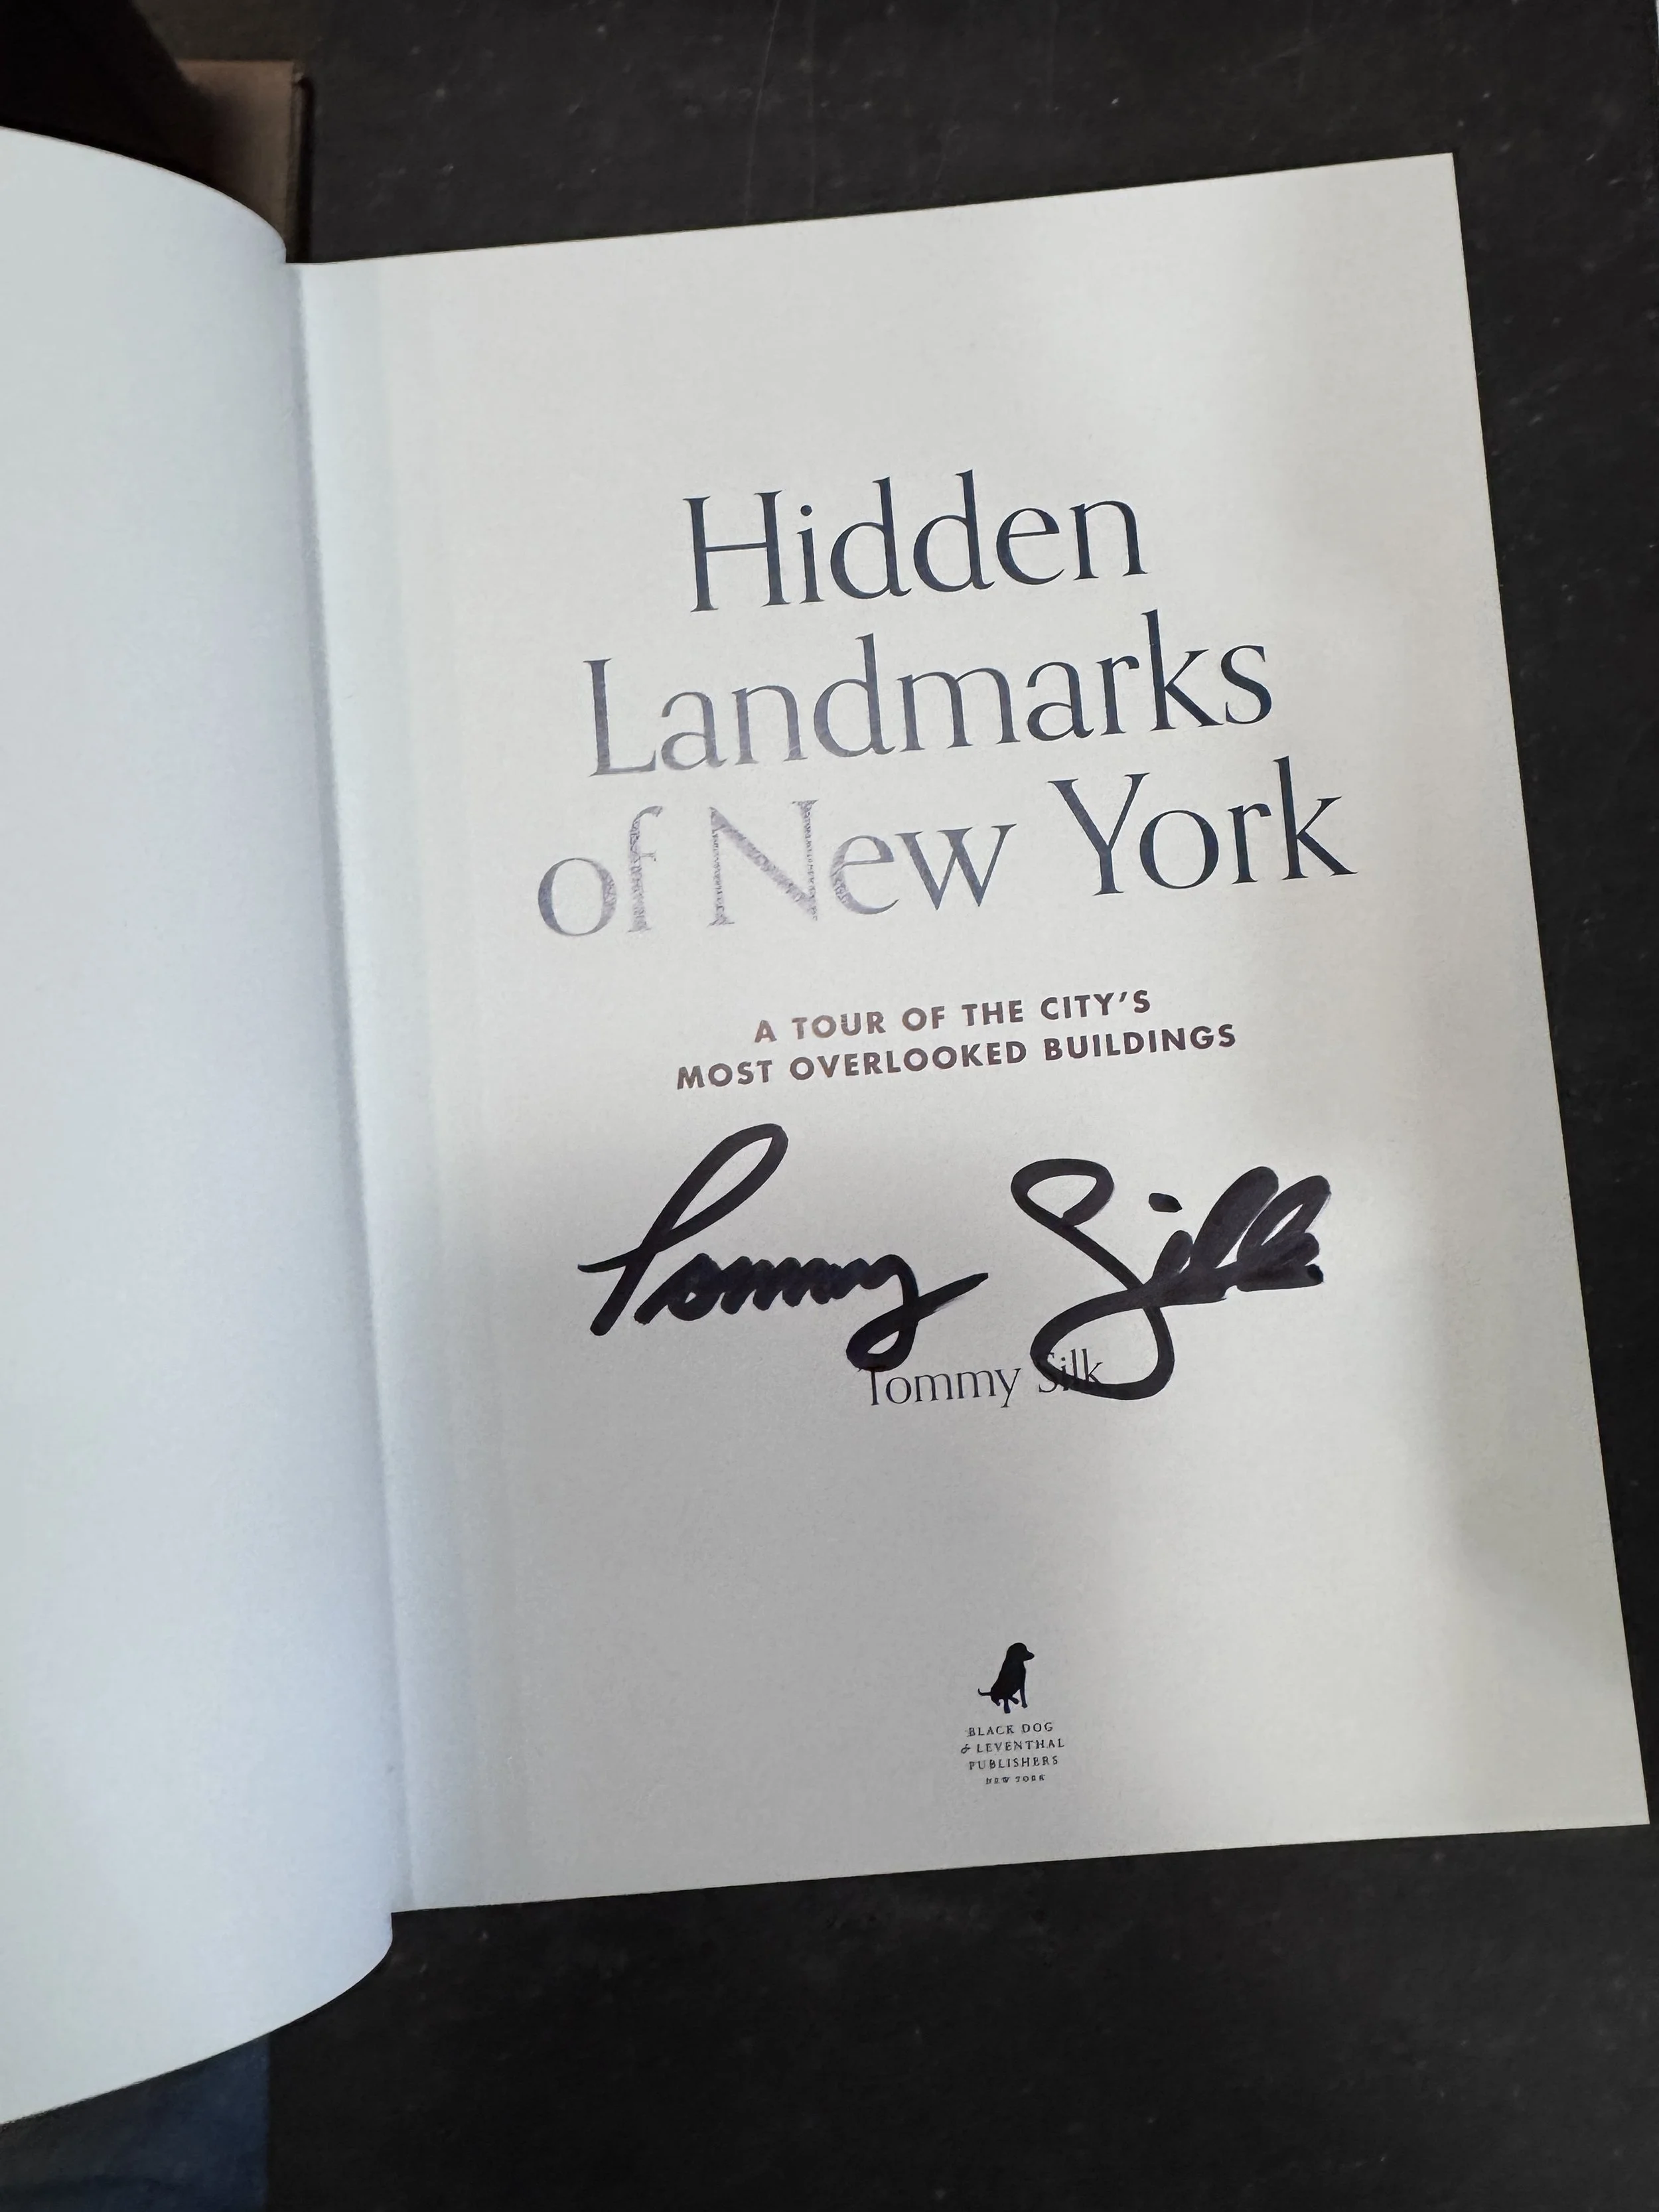 Hidden
Landmarks
of New York
A TOUR OF THE CITY'S
MOST OVERLOOKED BUILDINGS
Tommy Silk
Tommy Silk
BLACK DOG
& LEVENTHAL
PUBLISHERS
NEW YORK